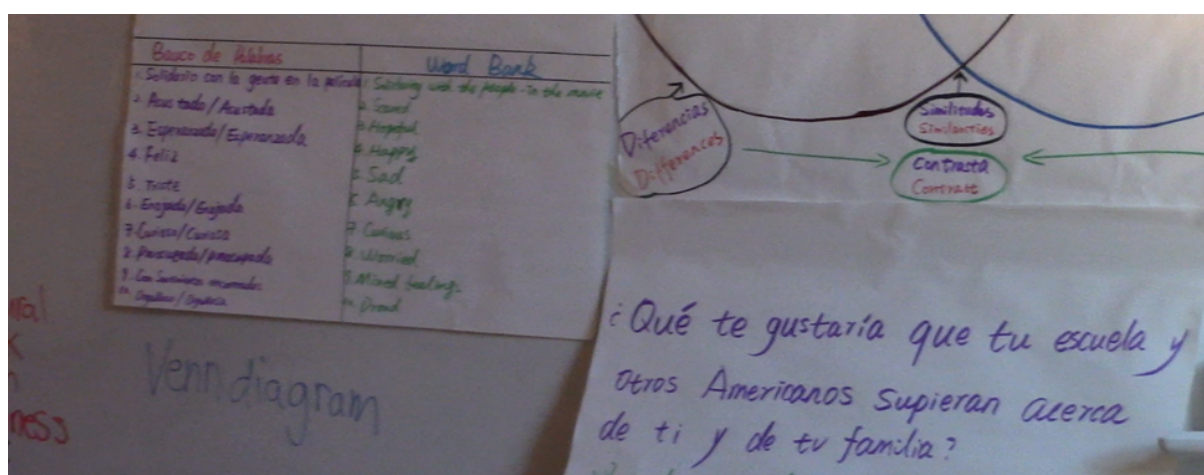 Banco de Palabras
Word Bank
1. Solidario con la gente en la película
1. Solidarity with the people in the movie
2. Asustado/Asustada
2. Scared
3. Esperanzado/Esperanzada
3. Hopeful
4. Feliz
4. Happy
5. Triste
5. Sad
6. Enojado/Enojada
6. Angry
7. Curioso/Curiosa
7. Curious
8. Preocupado/preocupada
8. Worried
9. Con
9. Mixed feelings
10. Orgulloso/Orgullosa
10. Proud
Diferencias
Differences
Similitudes
Similarities
Contrasta
Contrast
Venn diagram
ness
¿Qué te gustaría que tu escuela y
otros Americanos supieran acerca
de ti y de tu familia?